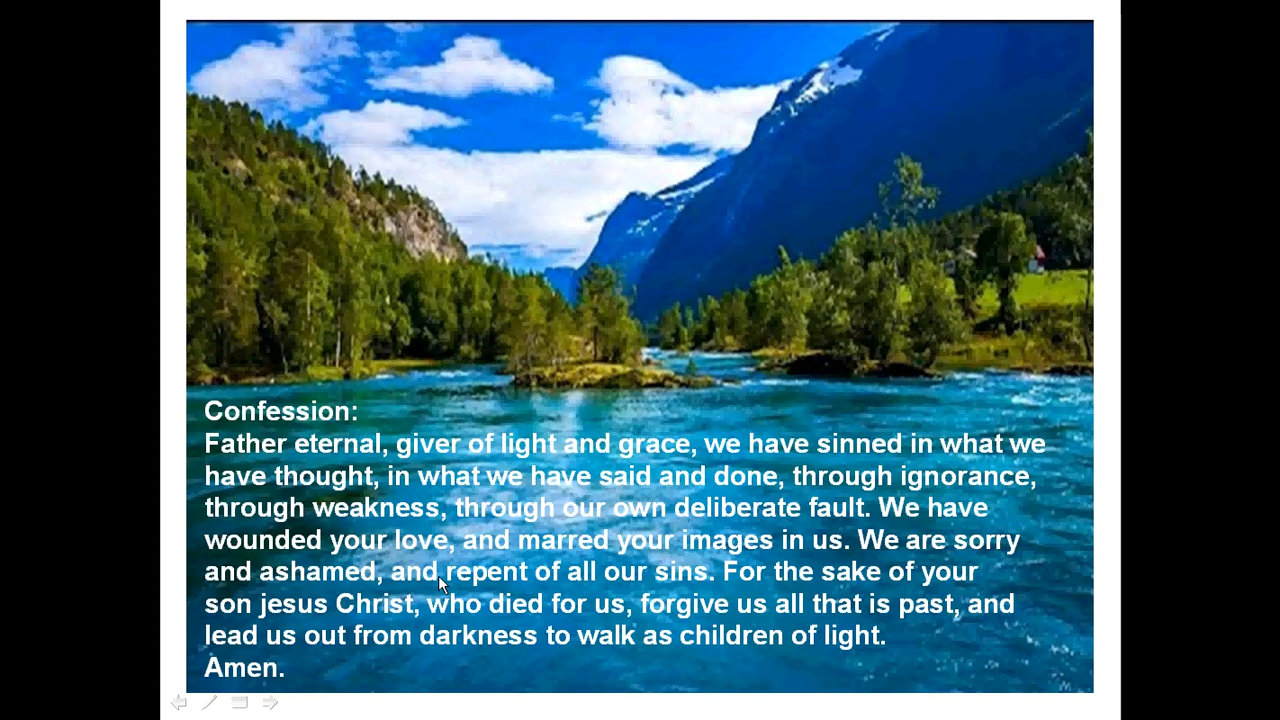 Confession:
Father eternal, giver of light and grace, we have sinned in what we
have thought, in what we have said and done, through ignorance,
through weakness, through our own deliberate fault. We have
wounded your love, and marred your images in us. We are sorry
and ashamed, and repent of all our sins. For the sake of your
son jesus Christ, who died for us, forgive us all that is past, and
lead us out from darkness to walk as children of light.
Amen.